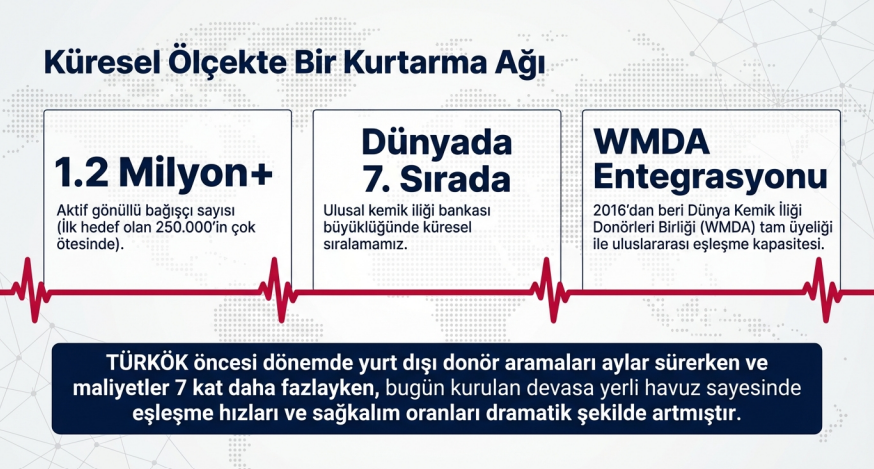 Küresel Ölçekte Bir Kurtarma Ağı
1.2 Milyon+
Aktif gönüllü bağışçı sayısı
(İlk hedef olan 250.000'in çok
ötesinde).
Dünyada
7. Sırada
Ulusal kemik iliği bankası
büyüklüğünde küresel
sıralamamız.
WMDA
Entegrasyonu
2016'dan beri Dünya Kemik İliği
Donörleri Birliği (WMDA) tam üyeliği
ile uluslararası eşleşme kapasitesi.
TÜRKÖK öncesi dönemde yurt dışı donör aramaları aylar sürerken ve
maliyetler 7 kat daha fazlayken, bugün kurulan devasa yerli havuz sayesinde
eşleşme hızları ve sağkalım oranları dramatik şekilde artmıştır.